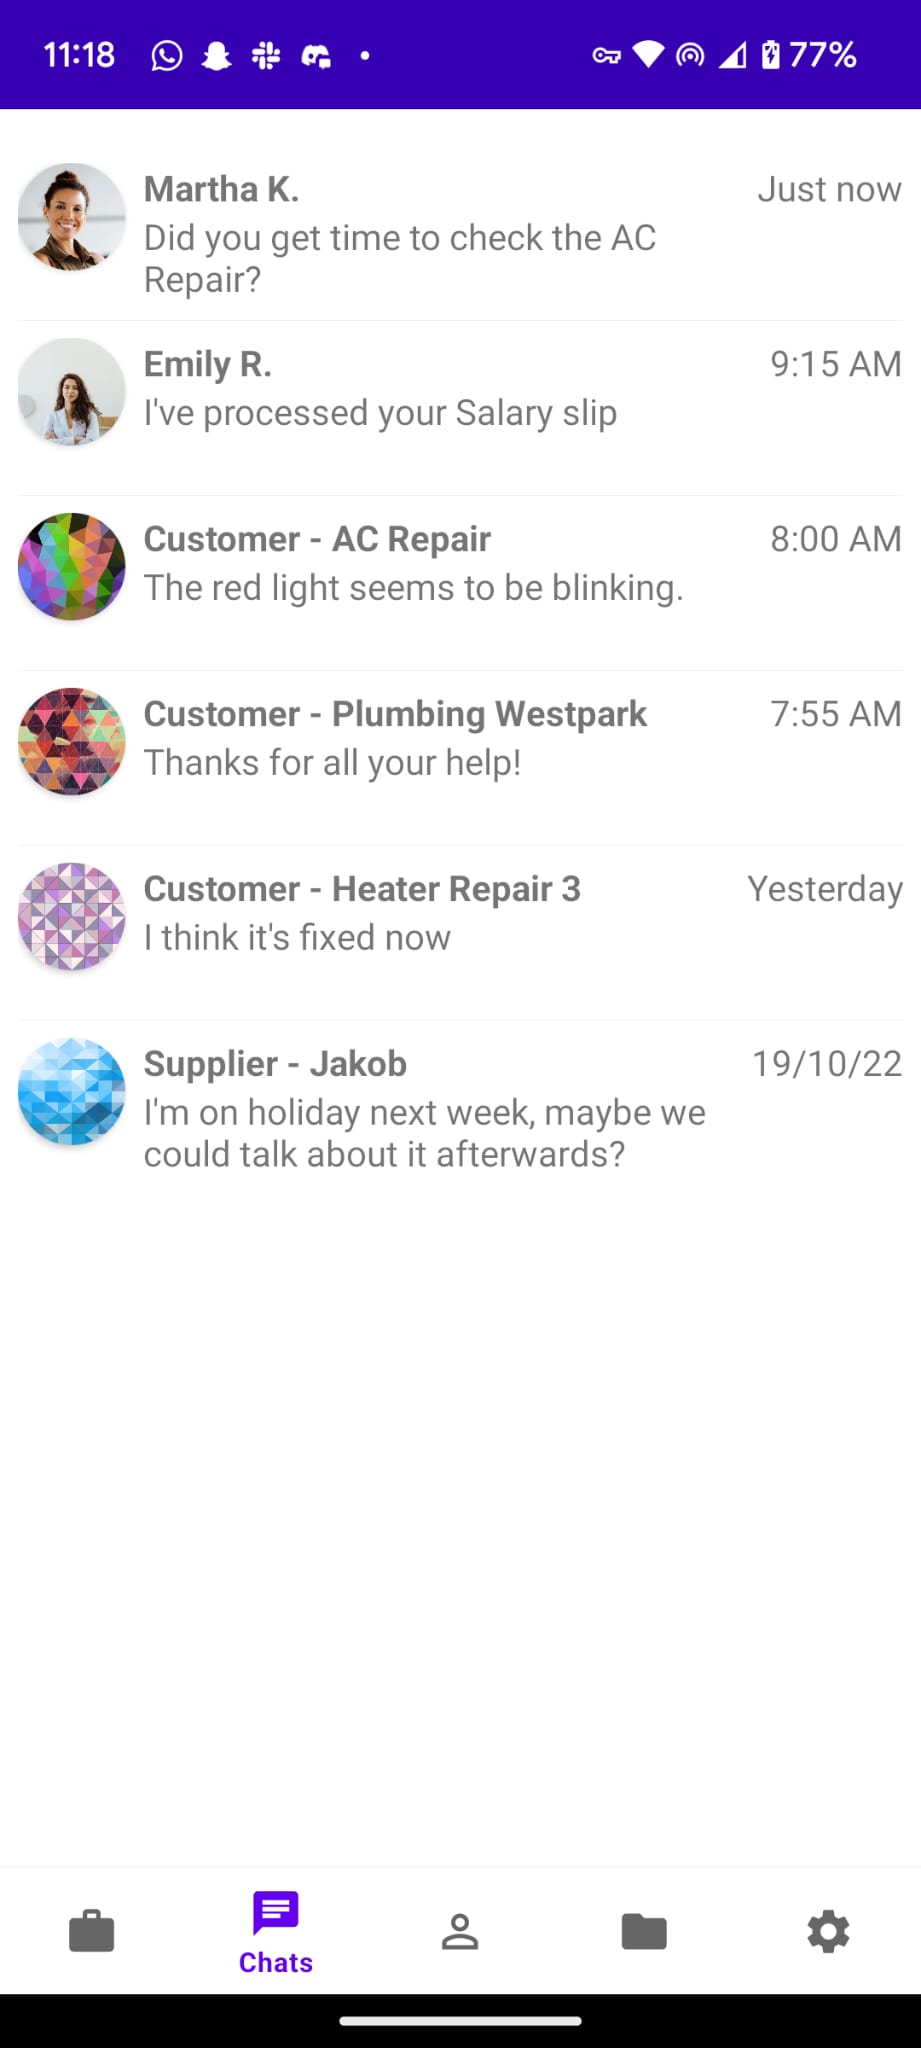 11:18
77%
Martha K.
Just now
Did you get time to check the AC
Repair?
Emily R.
9:15 AM
I've processed your Salary slip
Customer - AC Repair
8:00 AM
The red light seems to be blinking.
Customer - Plumbing Westpark
7:55 AM
Thanks for all your help!
Customer - Heater Repair 3
Yesterday
I think it's fixed now
Supplier - Jakob
19/10/22
I'm on holiday next week, maybe we
could talk about it afterwards?
Chats